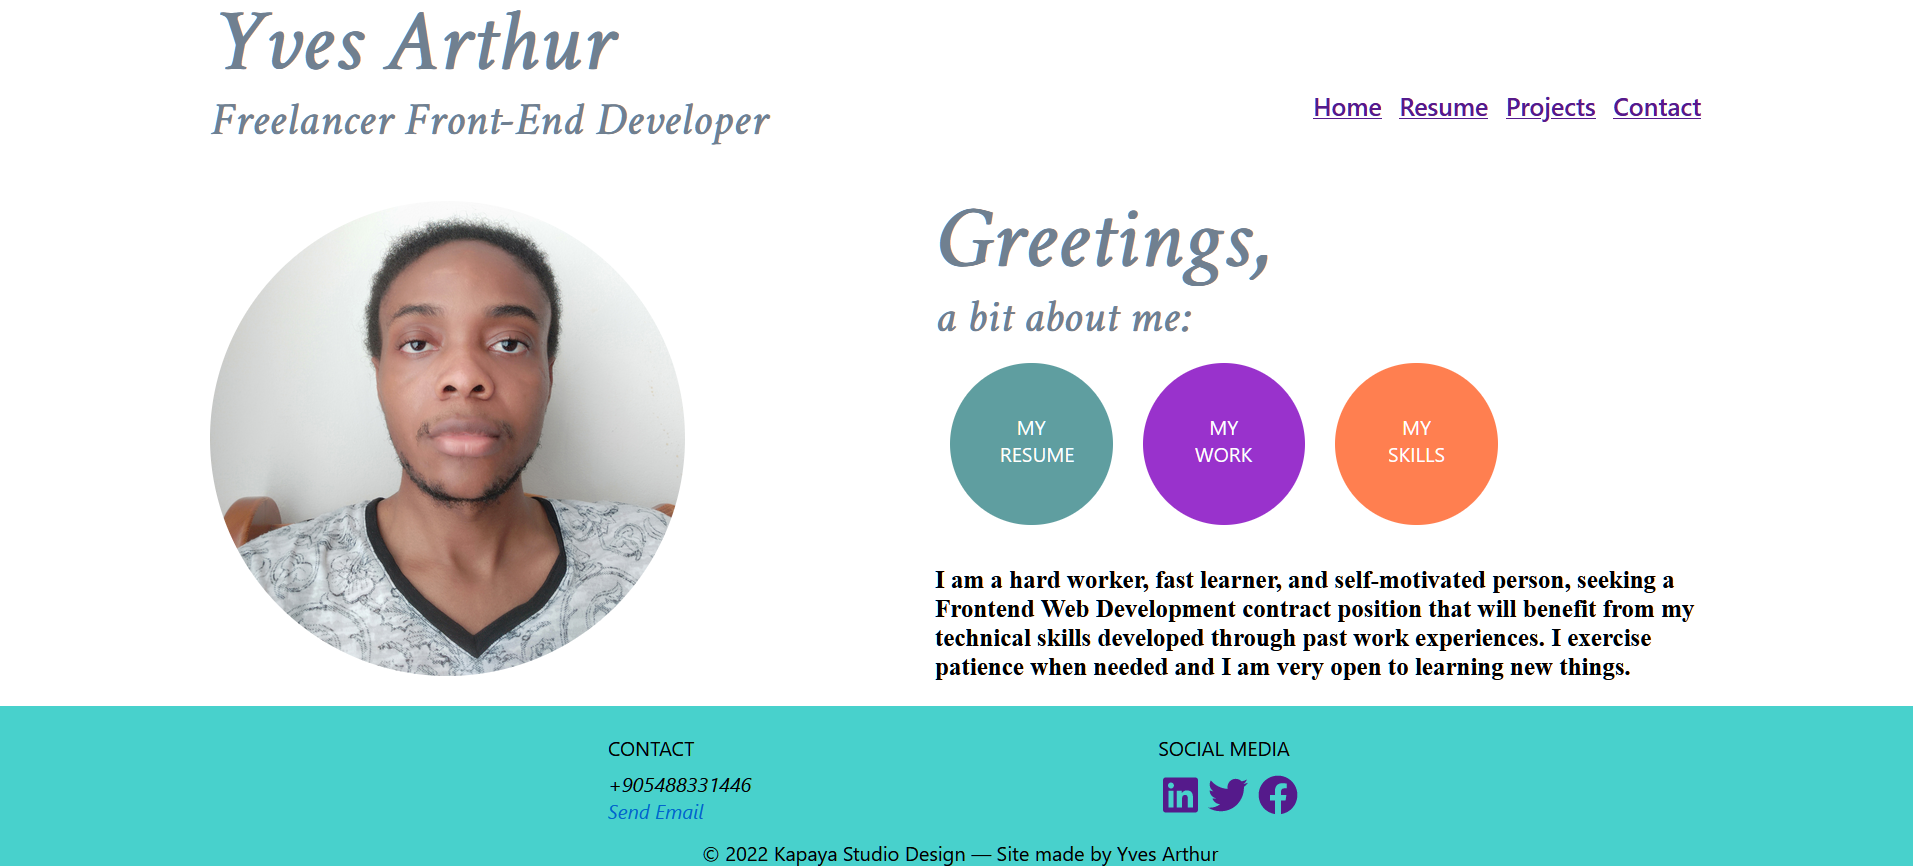 Yves Arthur
Freelancer Front-End Developer
Home Resume Projects Contact
Greetings,
a bit about me:
MY
RESUME
MY
WORK
MY
SKILLS
I am a hard worker, fast learner, and self-motivated person, seeking a
Frontend Web Development contract position that will benefit from my
technical skills developed through past work experiences. I exercise
patience when needed and I am very open to learning new things.
CONTACT
+905488331446
Send Email
SOCIAL MEDIA
in
© 2022 Kapaya Studio Design — Site made by Yves Arthur